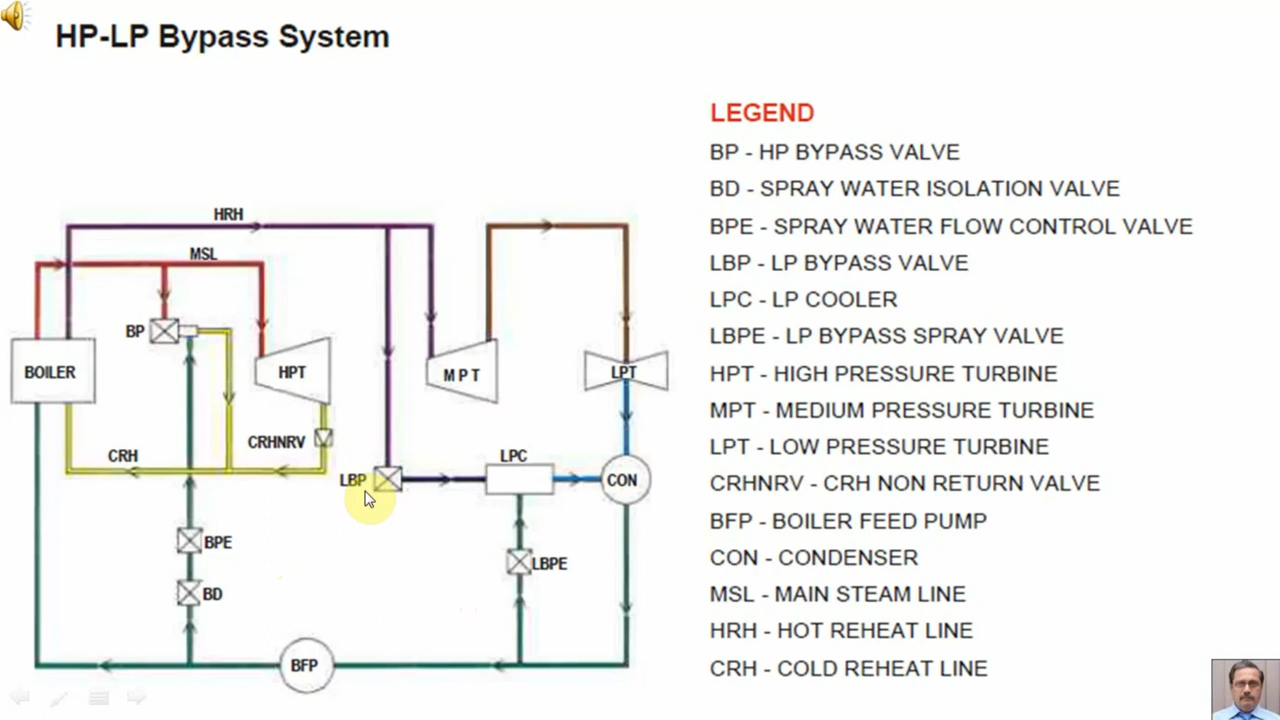 HP-LP Bypass System
HRH
MSL
BP
BOILER
HPT
M P T
LPT
CRHNRV
CRH
LBP
LPC
CON
BPE
LBPE
BD
BFP
LEGEND
BP - HP BYPASS VALVE
BD - SPRAY WATER ISOLATION VALVE
BPE - SPRAY WATER FLOW CONTROL VALVE
LBP - LP BYPASS VALVE
LPC - LP COOLER
LBPE - LP BYPASS SPRAY VALVE
HPT - HIGH PRESSURE TURBINE
MPT - MEDIUM PRESSURE TURBINE
LPT - LOW PRESSURE TURBINE
CRHNRV - CRH NON RETURN VALVE
BFP - BOILER FEED PUMP
CON - CONDENSER
MSL - MAIN STEAM LINE
HRH - HOT REHEAT LINE
CRH - COLD REHEAT LINE